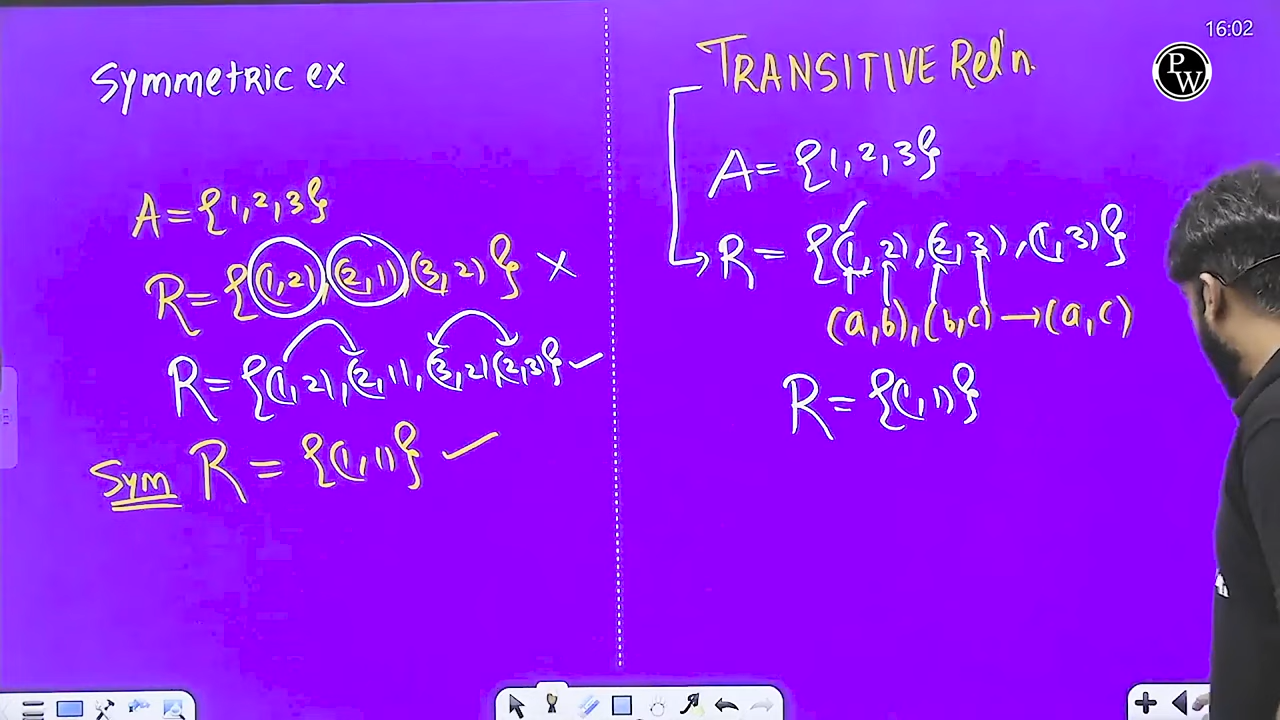 Symmetric ex
A = {1, 2, 3}
R = {(1, 2), (2, 1) (3, 2)} ×
R = {(1, 2), (2, 1), (3, 2) (2, 3)} ✓
Sym R = {(1, 1)} ✓
16:02
PW
TRANSITIVE Rel'n.
A = {1, 2, 3}
R = {(1, 2), (2, 3), (1, 3)}
(a, b), (b, c) → (a, c)
R = {(1, 1)}